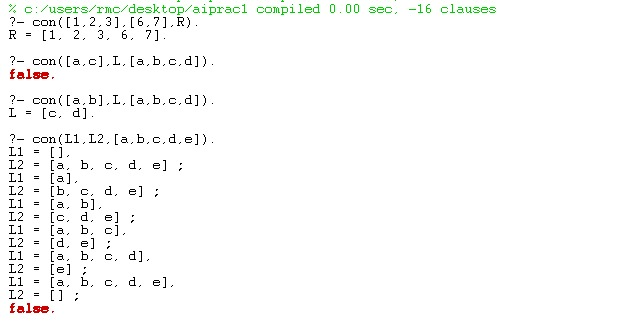 % c:/users/rmc/desktop/aiprac1 compiled 0.00 sec, -16 clauses
?- con([1,2,3],[6,7],R).
R = [1, 2, 3, 6, 7].
?- con([a,c],L,[a,b,c,d]).
false.
?- con([a,b],L,[a,b,c,d]).
L = [c, d].
?- con(L1,L2,[a,b,c,d,e]).
L1 = [],
L2 = [a, b, c, d, e] ;
L1 = [a],
L2 = [b, c, d, e] ;
L1 = [a, b],
L2 = [c, d, e] ;
L1 = [a, b, c],
L2 = [d, e] ;
L1 = [a, b, c, d],
L2 = [e] ;
L1 = [a, b, c, d, e],
L2 = [] ;
false.